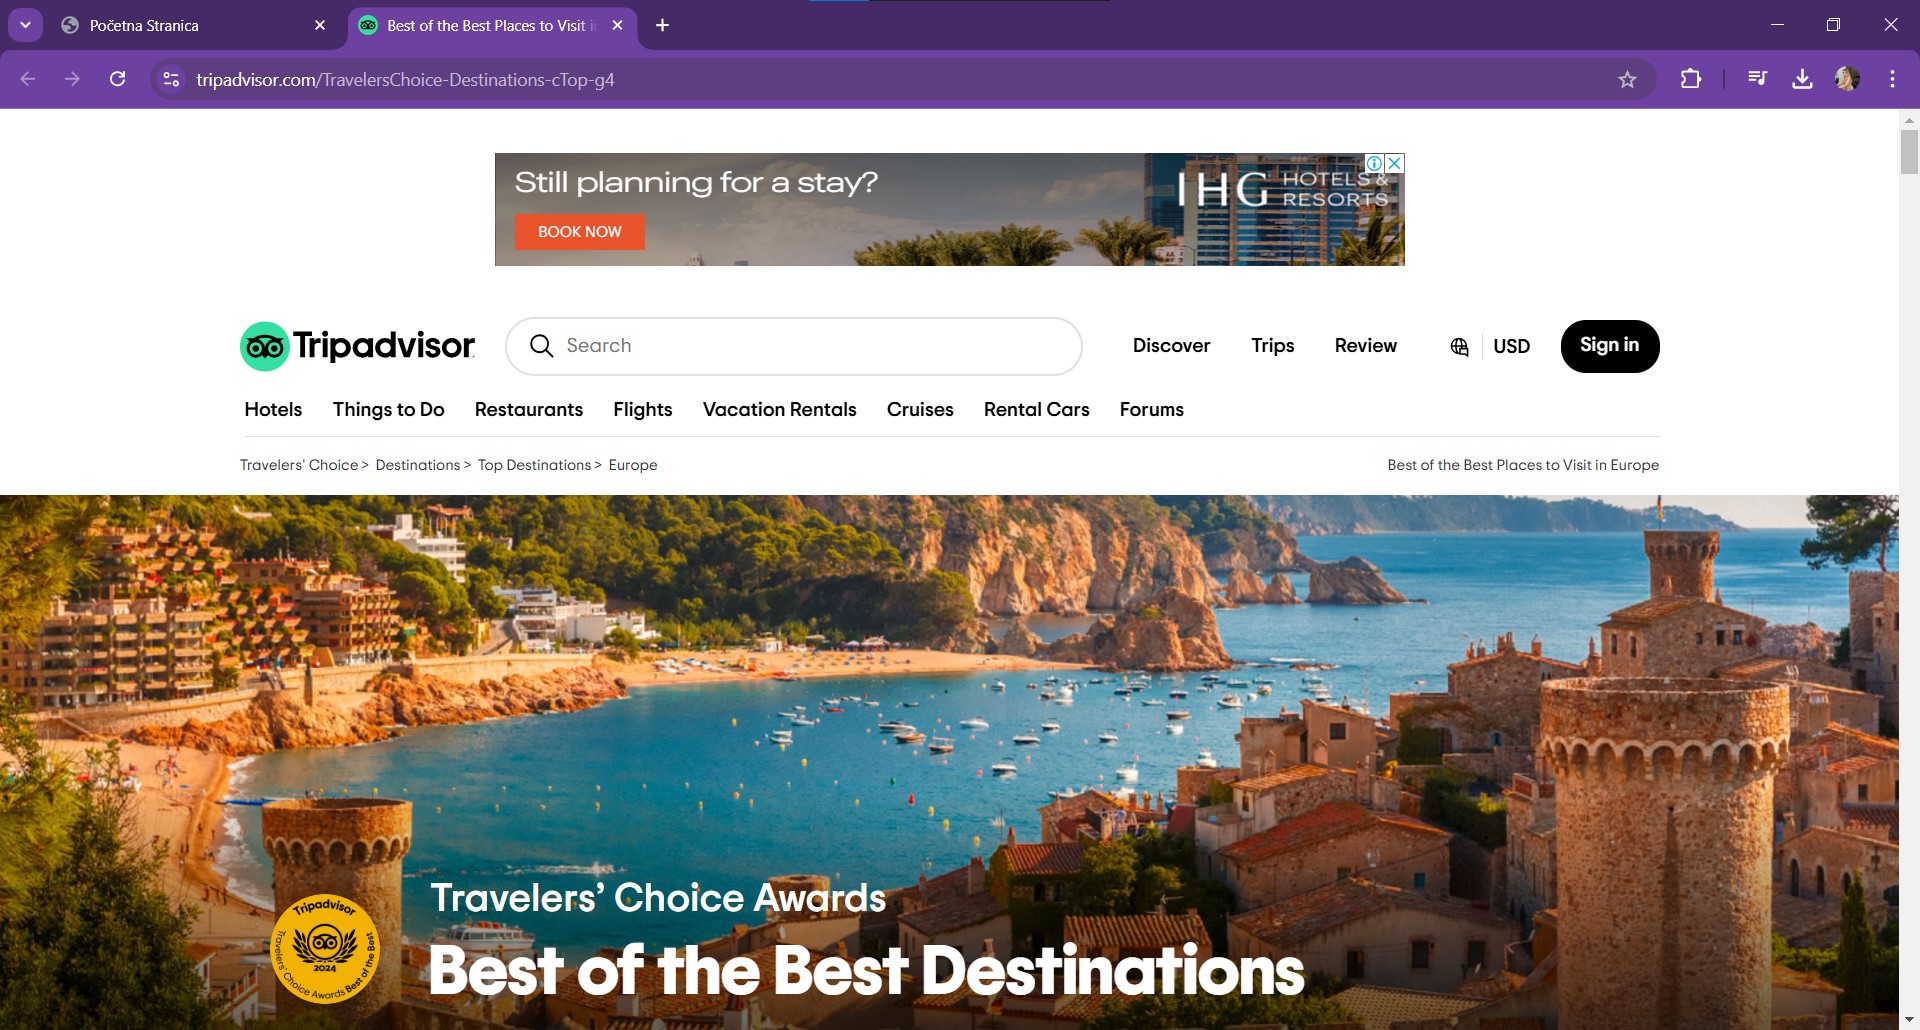 Početna Stranica
Best of the Best Places to Visit i
tripadvisor.com/TravelersChoice-Destinations-cTop-g4
Still planning for a stay?
BOOK NOW
IHG HOTELS & RESORTS
Tripadvisor
Search
Discover
Trips
Review
USD
Sign in
Hotels
Things to Do
Restaurants
Flights
Vacation Rentals
Cruises
Rental Cars
Forums
Travelers' Choice > Destinations > Top Destinations > Europe
Best of the Best Places to Visit in Europe
Travelers’ Choice Awards
Best of the Best Destinations
Tripadvisor
2024
Travelers' Choice Awards Best of the Best